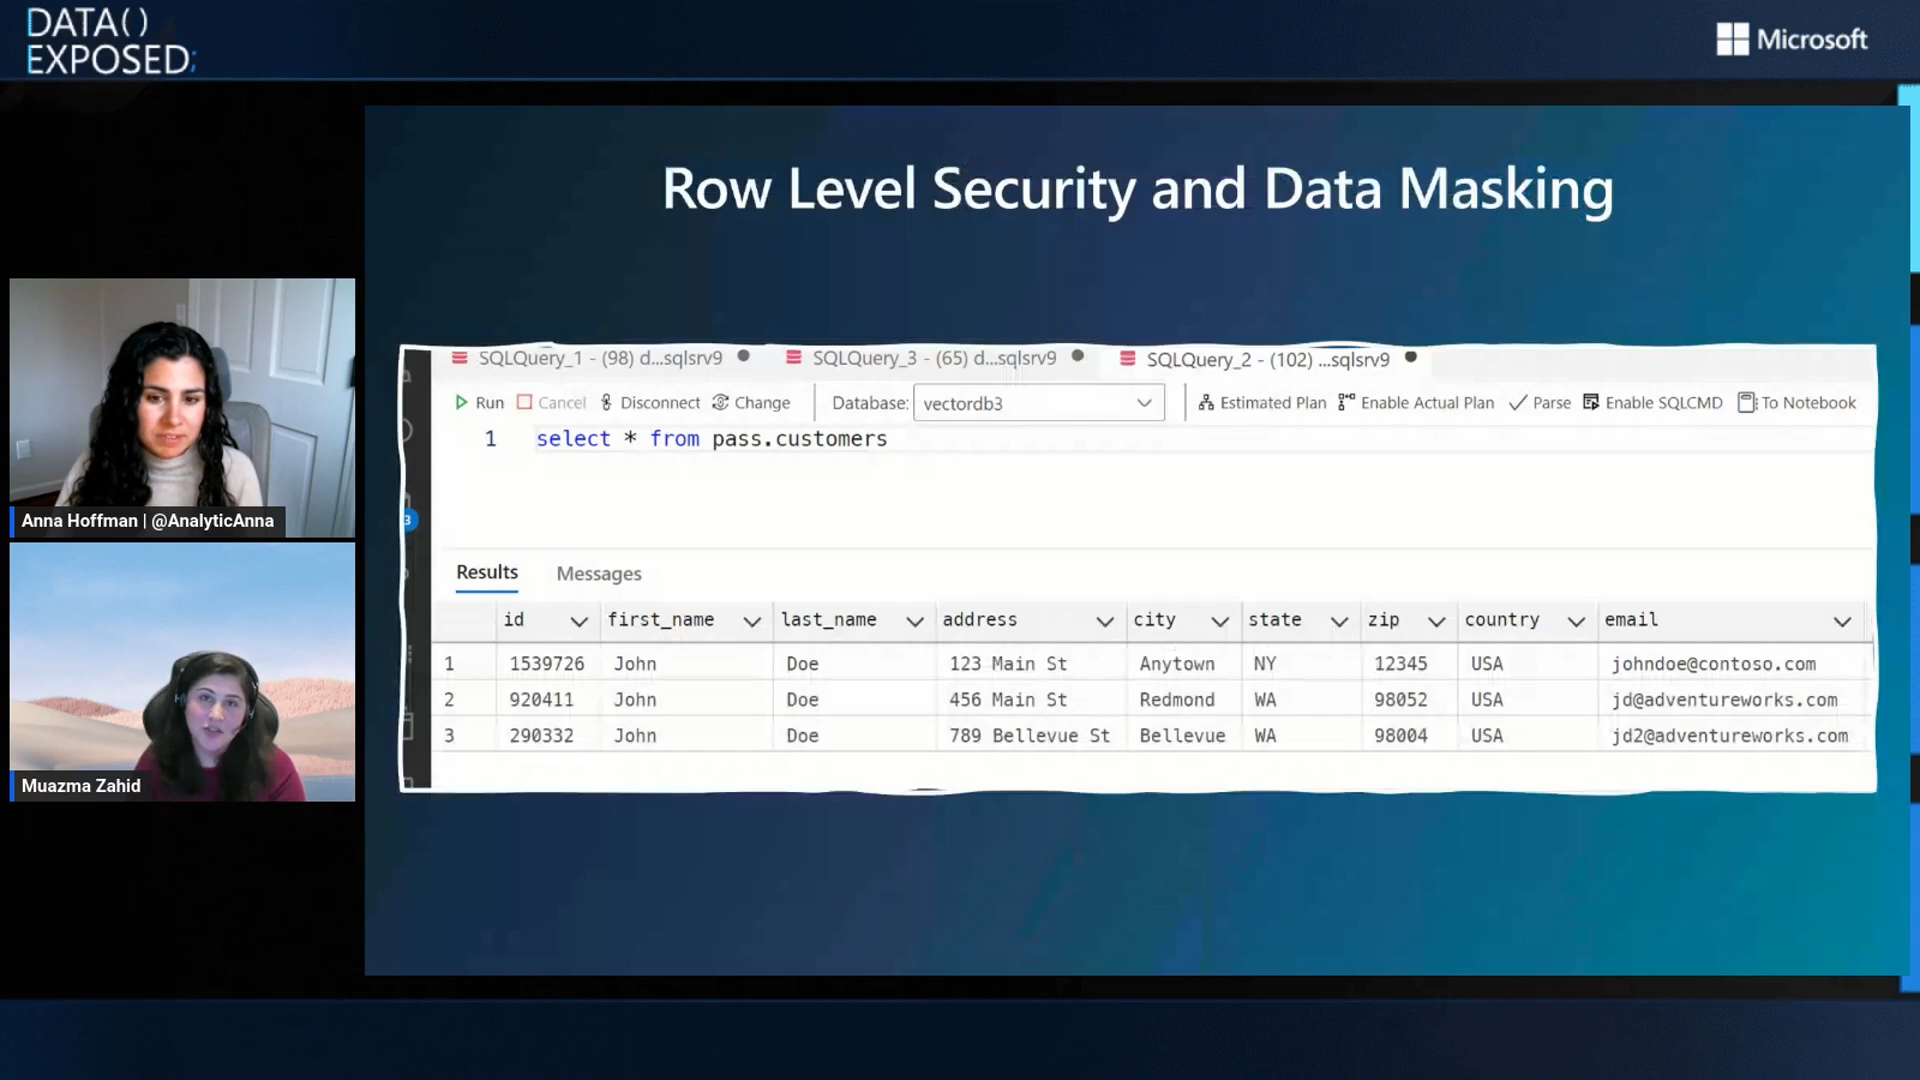 DATA()
EXPOSED;
Microsoft
Row Level Security and Data Masking
SQLQuery_1 - (98) d...sqlsrv9
SQLQuery_3 - (65) d...sqlsrv9
SQLQuery_2 - (102) ...sqlsrv9
Run Cancel Disconnect Change Database: vectordb3 Estimated Plan Enable Actual Plan Parse Enable SQLCMD To Notebook
1 select * from pass.customers
3
Results Messages
id first_name last_name address city state zip country email
1 1539726 John Doe 123 Main St Anytown NY 12345 USA johndoe@contoso.com
2 920411 John Doe 456 Main St Redmond WA 98052 USA jd@adventureworks.com
3 290332 John Doe 789 Bellevue St Bellevue WA 98004 USA jd2@adventureworks.com
Anna Hoffman | @AnalyticAnna
Muazma Zahid